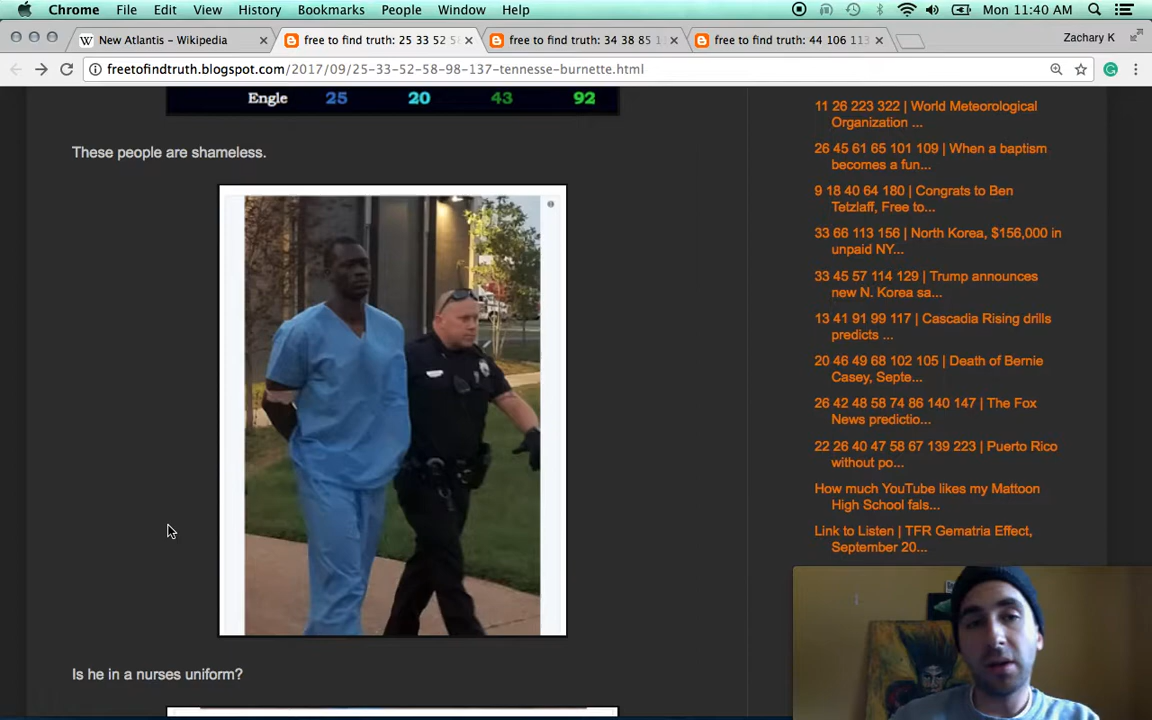 Chrome File Edit View History Bookmarks People Window Help Mon 11:40 AM
New Atlantis – Wikipedia × free to find truth: 25 33 52 5 × free to find truth: 34 38 85 1 × free to find truth: 44 106 113 × Zachary K
freetofindtruth.blogspot.com/2017/09/25-33-52-58-98-137-tennesse-burnette.html
Engle 25 20 43 92
These people are shameless.
Is he in a nurses uniform?
11 26 223 322 | World Meteorological
Organization ...
26 45 61 65 101 109 | When a baptism
becomes a fun...
9 18 40 64 180 | Congrats to Ben
Tetzlaff, Free to...
33 66 113 156 | North Korea, $156,000 in
unpaid NY...
33 45 57 114 129 | Trump announces
new N. Korea sa...
13 41 91 99 117 | Cascadia Rising drills
predicts ...
20 46 49 68 102 105 | Death of Bernie
Casey, Septe...
26 42 48 58 74 86 140 147 | The Fox
News predictio...
22 26 40 47 58 67 139 223 | Puerto Rico
without po...
How much YouTube likes my Mattoon
High School fals...
Link to Listen | TFR Gematria Effect,
September 20...